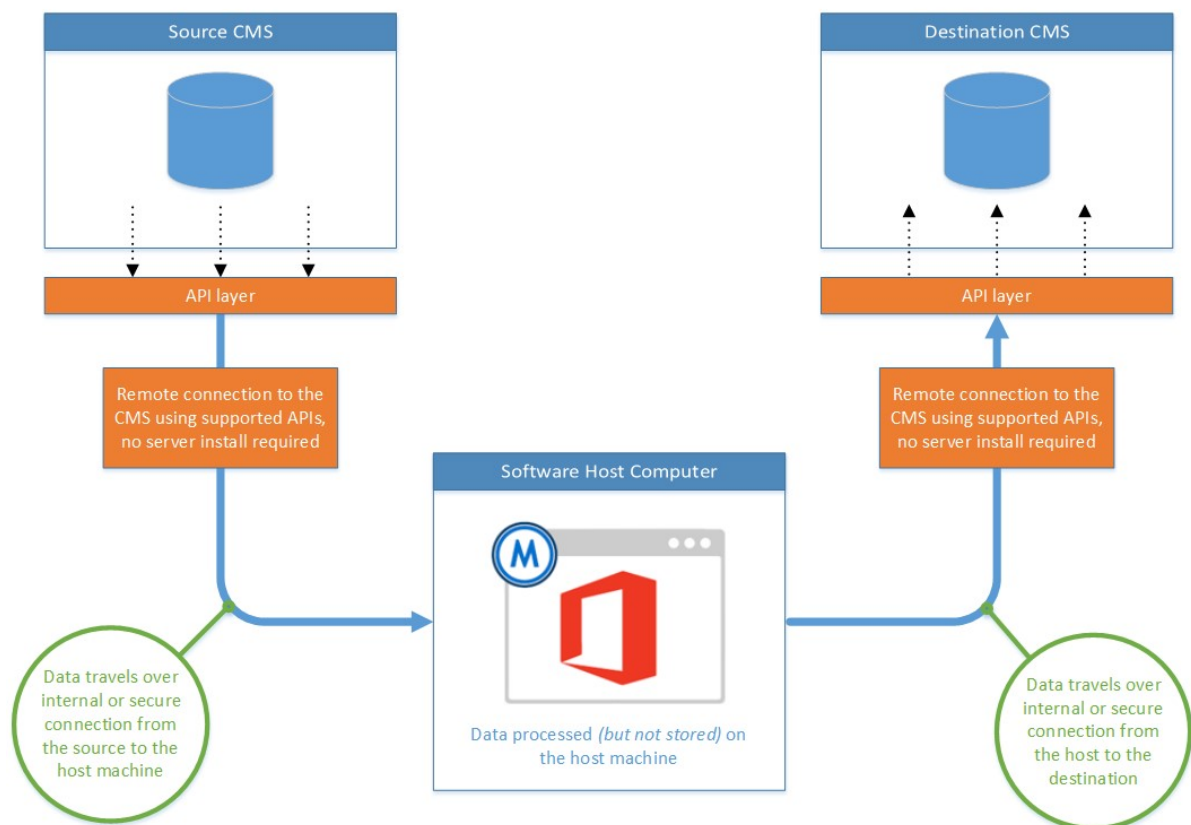 Source CMS
Destination CMS
API layer
API layer
Remote connection to the
CMS using supported APIs,
no server install required
Remote connection to the
CMS using supported APIs,
no server install required
Software Host Computer
M
Data processed (but not stored) on
the host machine
Data travels over
internal or secure
connection from
the source to the
host machine
Data travels over
internal or secure
connection from
the host to the
destination